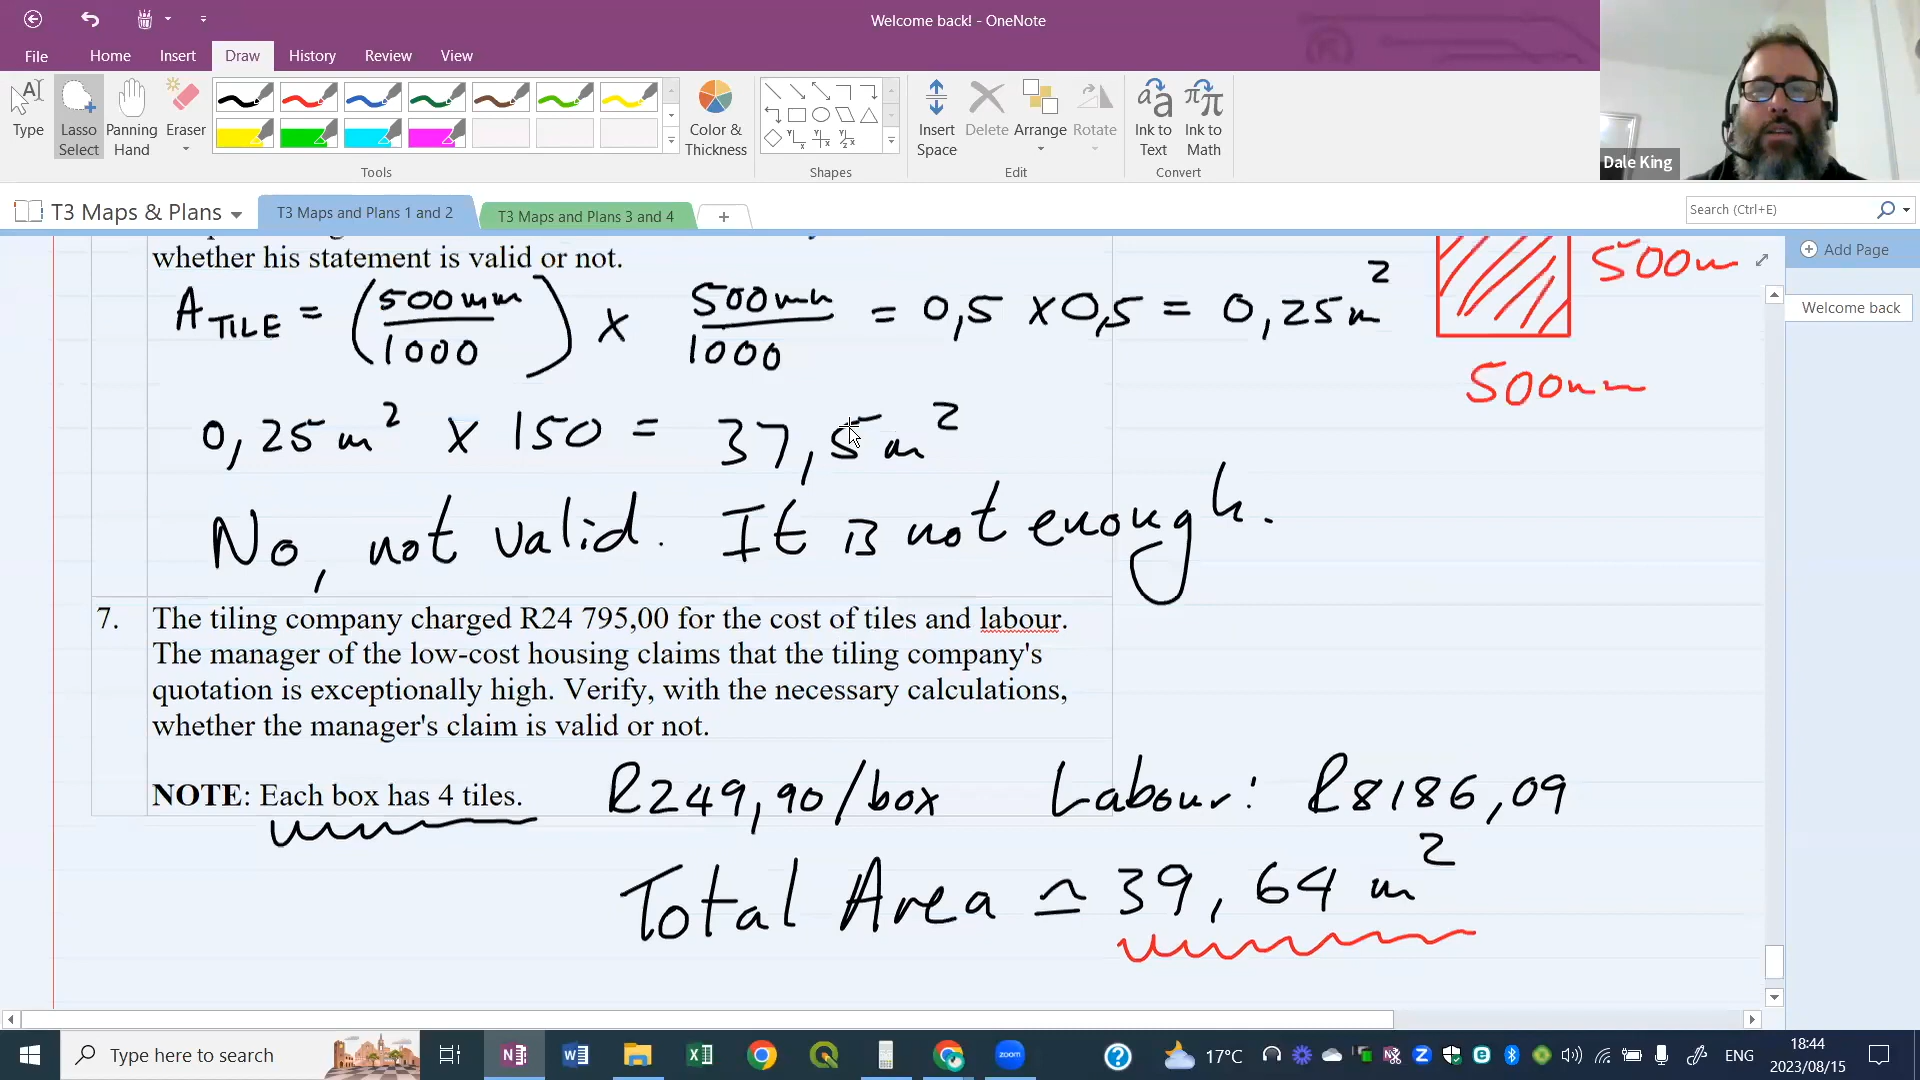 Welcome back! - OneNote
File Home Insert Draw History Review View
Type
Lasso Select
Panning Hand
Eraser
Color & Thickness
Insert Space
Delete
Arrange
Rotate
Ink to Text
Ink to Math
Tools
Shapes
Edit
Convert
Dale King
T3 Maps & Plans
T3 Maps and Plans 1 and 2
T3 Maps and Plans 3 and 4
Search (Ctrl+E)
Add Page
Welcome back
whether his statement is valid or not.
A TILE = (500mm/1000) x 500mm/1000 = 0,5 x 0,5 = 0,25m²
500m
500mm
0,25m² x 150 = 37,5m²
No, not valid. It is not enough.
7. The tiling company charged R24 795,00 for the cost of tiles and labour.
The manager of the low-cost housing claims that the tiling company's
quotation is exceptionally high. Verify, with the necessary calculations,
whether the manager's claim is valid or not.
NOTE: Each box has 4 tiles. R249,90/box Labour: R8186,09
Total Area ≃ 39,64 m²
Type here to search
zoom
17°C
ENG
18:44
2023/08/15